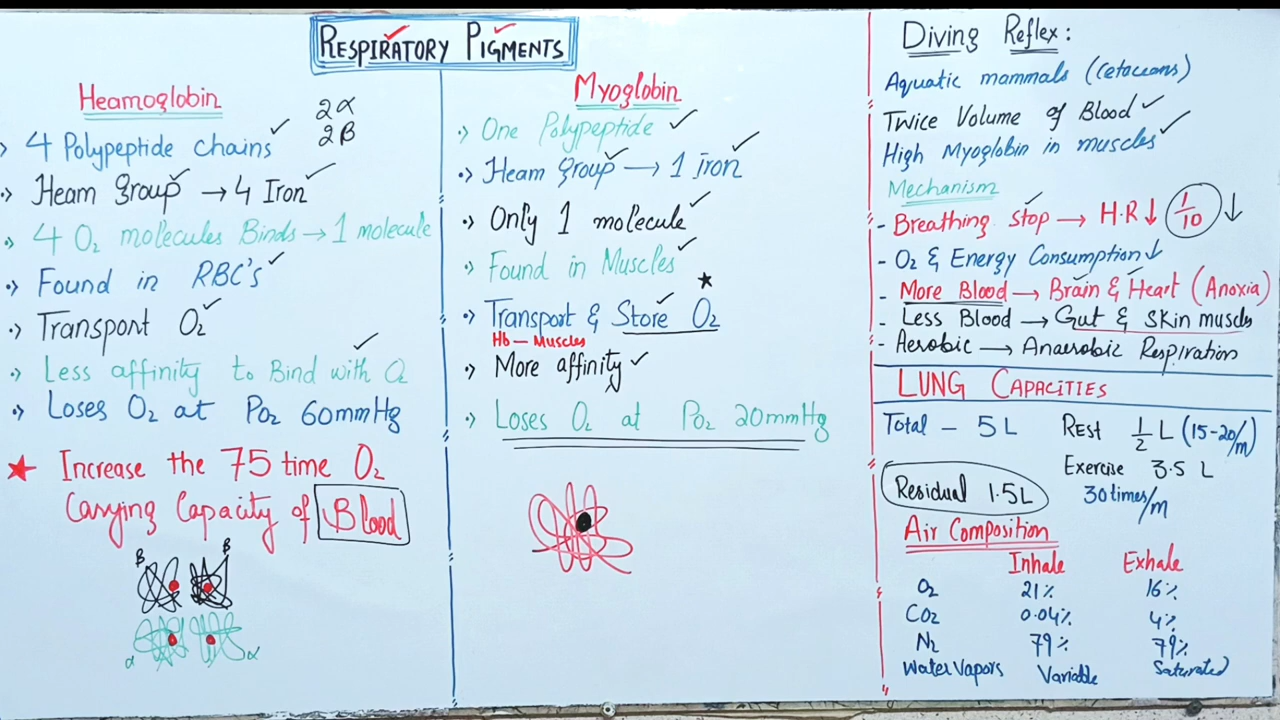 RESPIRATORY PIGMENTS
Heamoglobin
2α
2β
4 Polypeptide chains
Heam group → 4 Iron
4 O2 molecules Binds → 1 molecule
Found in RBC's
Transport O2
Less affinity to Bind with O2
Loses O2 at PO2 60mmHg
Increase the 75 time O2
Carrying Capacity of Blood
β β
α α
Myoglobin
One Polypeptide
Heam group → 1 iron
Only 1 molecule
Found in Muscles
Transport & Store O2
Hb — Muscles
More affinity
Loses O2 at PO2 20mmHg
Diving Reflex:
Aquatic mammals (Cetaceans)
Twice Volume of Blood
High Myoglobin in muscles
Mechanism
- Breathing stop → H.R ↓ 1/10 ↓
- O2 & Energy Consumption ↓
- More Blood → Brain & Heart (Anoxia)
- Less Blood → Gut & Skin muscles
- Aerobic → Anaerobic Respiration
LUNG CAPACITIES
Total - 5L REST 1/2 L (15-20/m)
Exercise 3.5 L
Residual 1.5L 30 times/m
Air Composition
Inhale Exhale
O2 21% 16%
CO2 0.04% 4%
N2 79% 79%
Water Vapors Variable Saturated